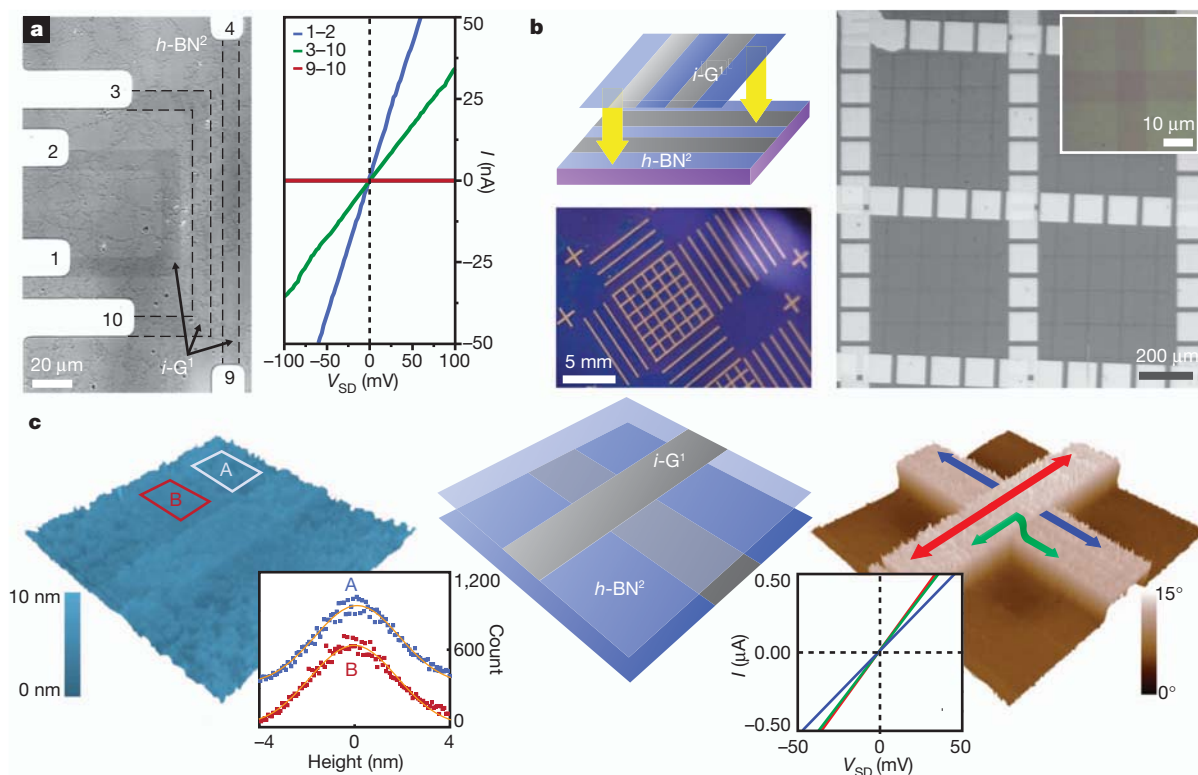 a
h-BN²
4
3
2
1
10
i-G¹
20 μm
9
1–2
3–10
9–10
50
25
0
–25
–50
I (nA)
–100
–50
0
50
100
V_SD (mV)
b
i-G¹
h-BN²
5 mm
10 μm
200 μm
c
A
B
10 nm
0 nm
A
B
1,200
600
0
Count
–4
0
4
Height (nm)
i-G¹
h-BN²
15°
0°
0.50
0.00
–0.50
I (μA)
–50
0
50
V_SD (mV)